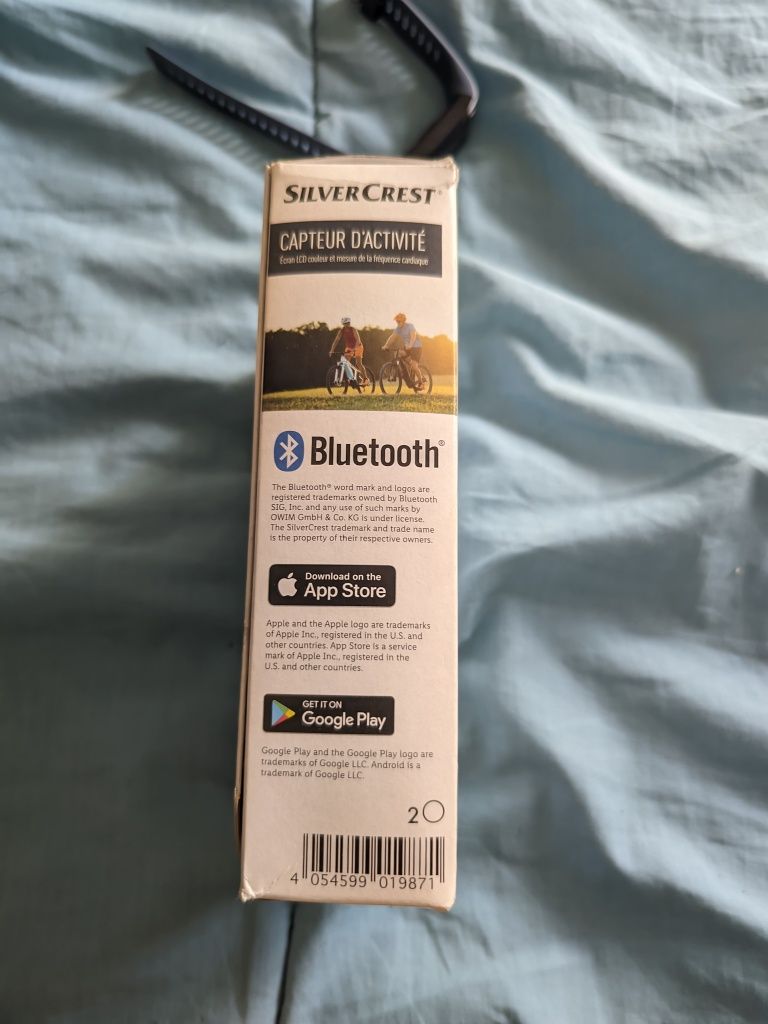 SILVERCREST®
CAPTEUR D'ACTIVITÉ
Écran LCD couleur et mesure de la fréquence cardiaque
Bluetooth®
The Bluetooth® word mark and logos are
registered trademarks owned by Bluetooth
SIG, Inc. and any use of such marks by
OWIM GmbH & Co. KG is under license.
The SilverCrest trademark and trade name
is the property of their respective owners.
Download on the
App Store
Apple and the Apple logo are trademarks
of Apple Inc., registered in the U.S. and
other countries. App Store is a service
mark of Apple Inc., registered in the
U.S. and other countries.
GET IT ON
Google Play
Google Play and the Google Play logo are
trademarks of Google LLC. Android is a
trademark of Google LLC.
2
4 054599 019871